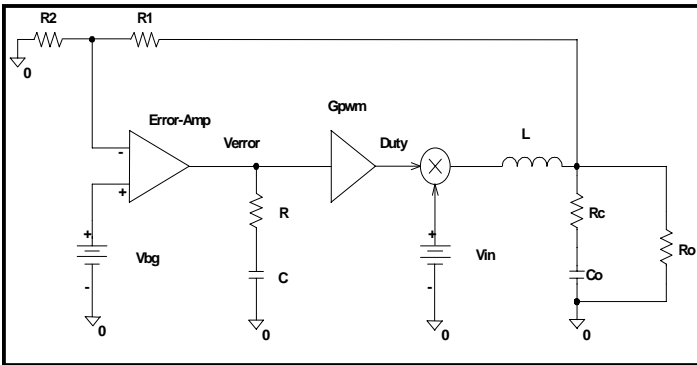 R2
R1
0
Gpwm
Error-Amp
Verror
Duty
L
-
+
R
Rc
+
Vbg
+
Vin
Ro
-
C
-
Co
0
0
0
0